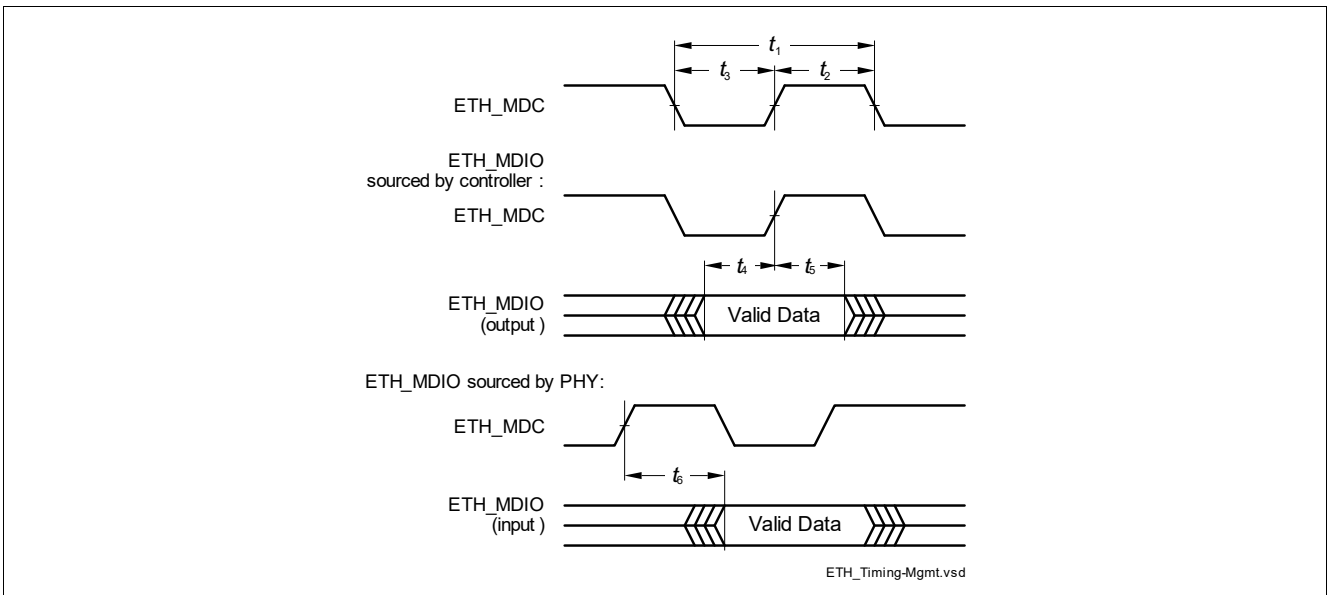 t1
t3 t2
ETH_MDC
ETH_MDIO
sourced by controller :
ETH_MDC
t4 t5
ETH_MDIO
(output )
Valid Data
ETH_MDIO sourced by PHY:
ETH_MDC
t6
ETH_MDIO
(input )
Valid Data
ETH_Timing-Mgmt.vsd